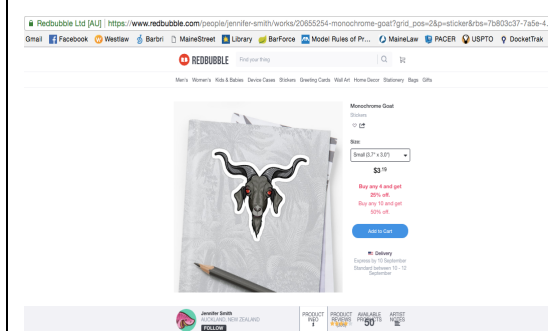 Redbubble Ltd [AU] | https://www.redbubble.com/people/jennifer-smith/works/20655254-monochrome-goat?grid_pos=2&p=sticker&rbs=7b803c37-7a5e-4
Gmail Facebook Westlaw Barbri MaineStreet Library BarForce Model Rules of Pr... MaineLaw PACER USPTO DocketTrak
REDBUBBLE Find your thing
Men's Women's Kids & Babies Device Cases Stickers Greeting Cards Wall Art Home Decor Stationery Bags Gifts
Monochrome Goat
Stickers
Size:
Small (3.7" x 3.0")
$3.19
Buy any 4 and get
25% off.
Buy any 10 and get
50% off.
Add to Cart
Delivery
Express by 10 September
Standard between 10 - 12
September
Jennifer Smith
AUCKLAND, NEW ZEALAND
FOLLOW
PRODUCT INFO
PRODUCT REVIEWS
AVAILABLE PRODUCTS
50
ARTIST NOTES